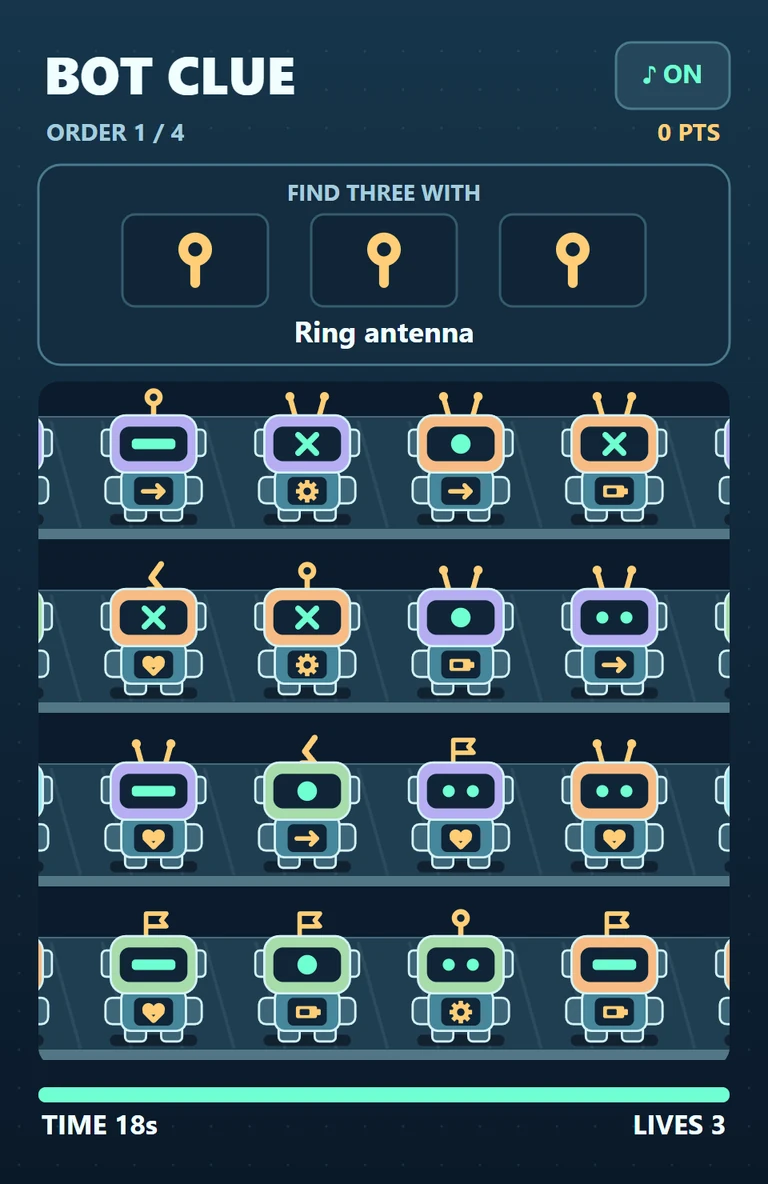 BOT CLUE
♪ ON
ORDER 1 / 4
0 PTS
FIND THREE WITH
Ring antenna
TIME 18s
LIVES 3